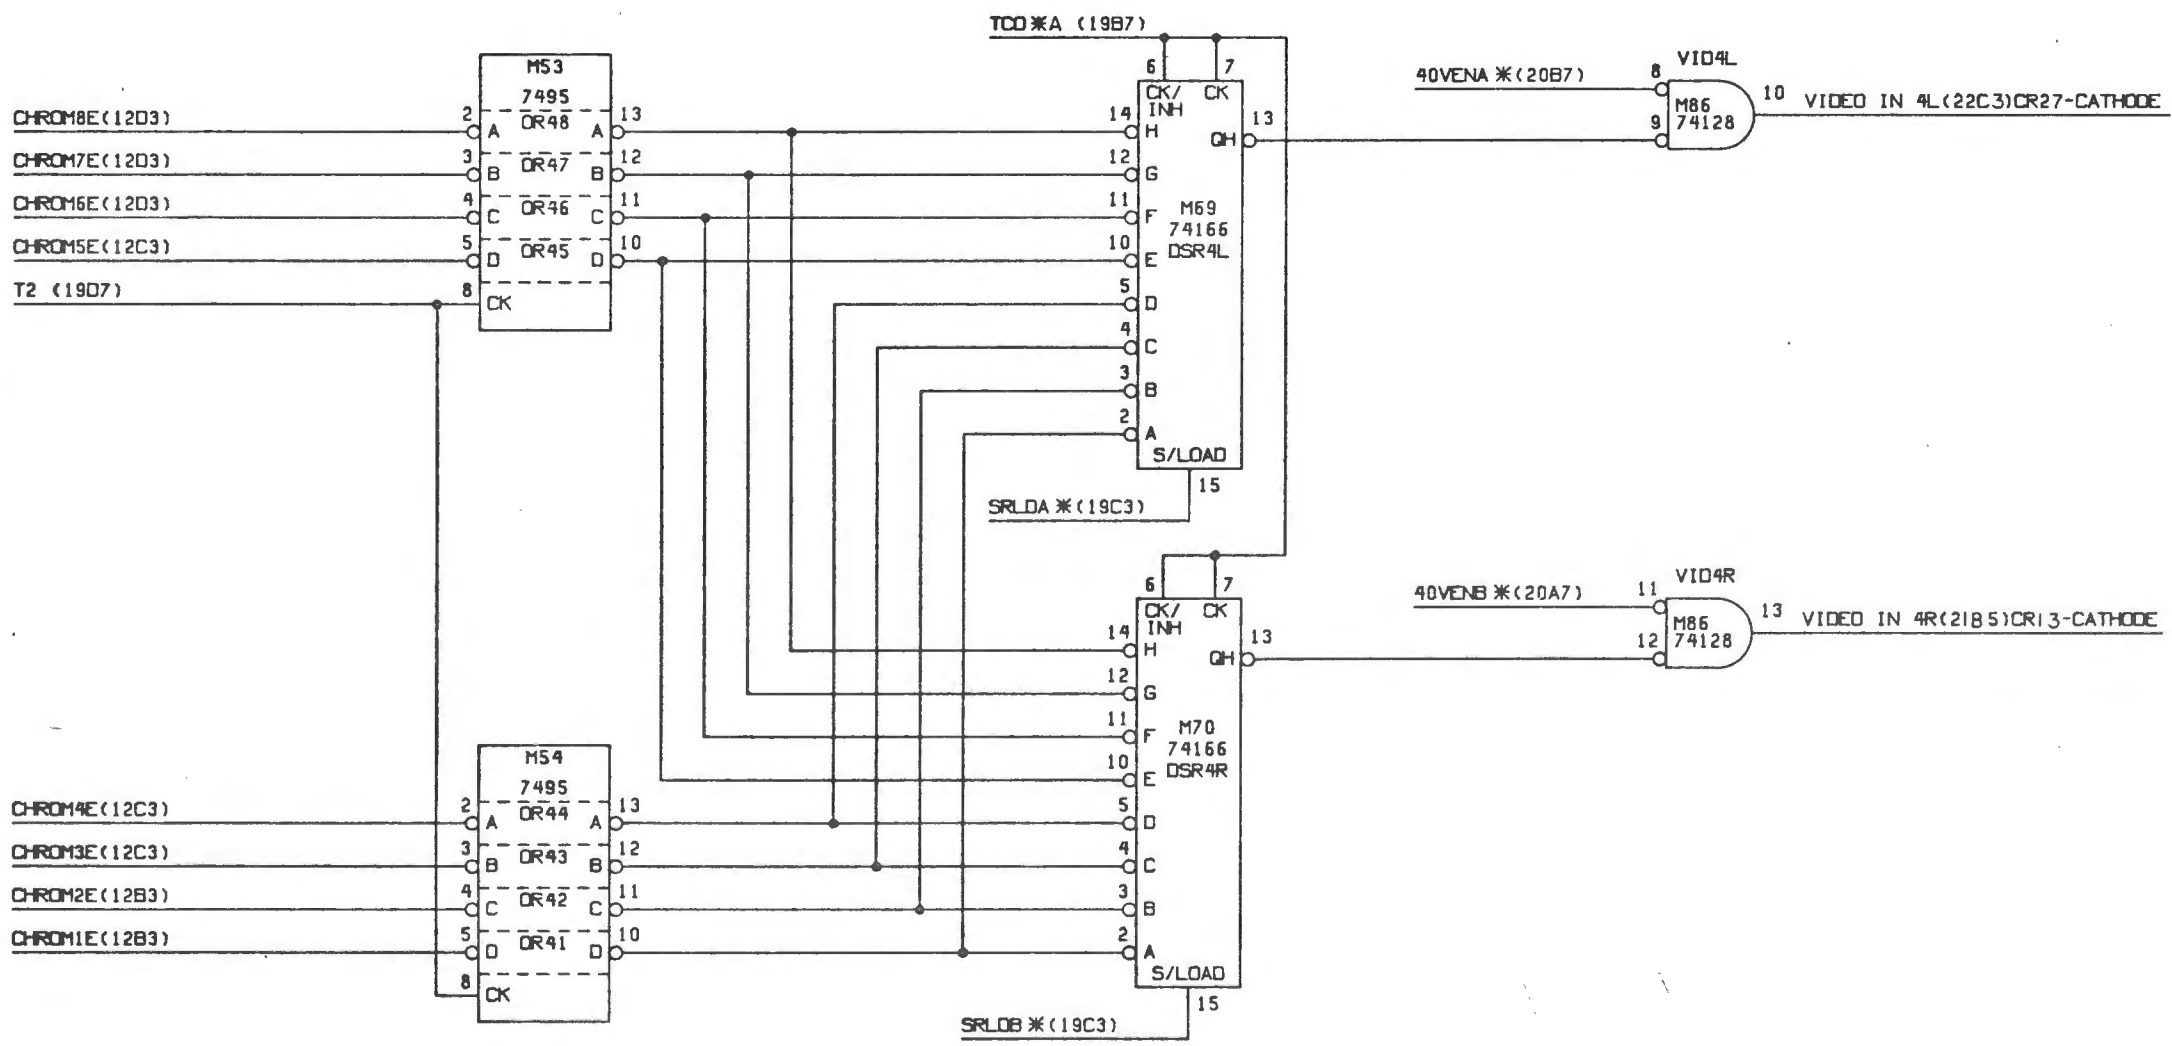 TCO*A (19B7)
M53
7495
CHROM8E(12D3) 2 A DR48 A 13
CHROM7E(12D3) 3 B DR47 B 12
CHROM6E(12D3) 4 C DR46 C 11
CHROM5E(12C3) 5 D DR45 D 10
T2 (19D7) 8 CK
6 7
CK/ INH CK
14 H
12 G
11 F
10 E
5 D
4 C
3 B
2 A
M69
74166
DSR4L
QH 13
S/LOAD
15
SRLDA*(19C3)
40VENA*(20B7) 8 VID4L
M86
74128
9
10 VIDEO IN 4L(22C3)CR27-CATHODE
6 7
CK/ INH CK
14 H
12 G
11 F
10 E
5 D
4 C
3 B
2 A
M70
74166
DSR4R
QH 13
S/LOAD
15
SRLDB*(19C3)
40VENB*(20A7) 11 VID4R
M86
74128
12
13 VIDEO IN 4R(21B5)CR13-CATHODE
M54
7495
CHROM4E(12C3) 2 A DR44 A 13
CHROM3E(12C3) 3 B DR43 B 12
CHROM2E(12B3) 4 C DR42 C 11
CHROM1E(12B3) 5 D DR41 D 10
8 CK